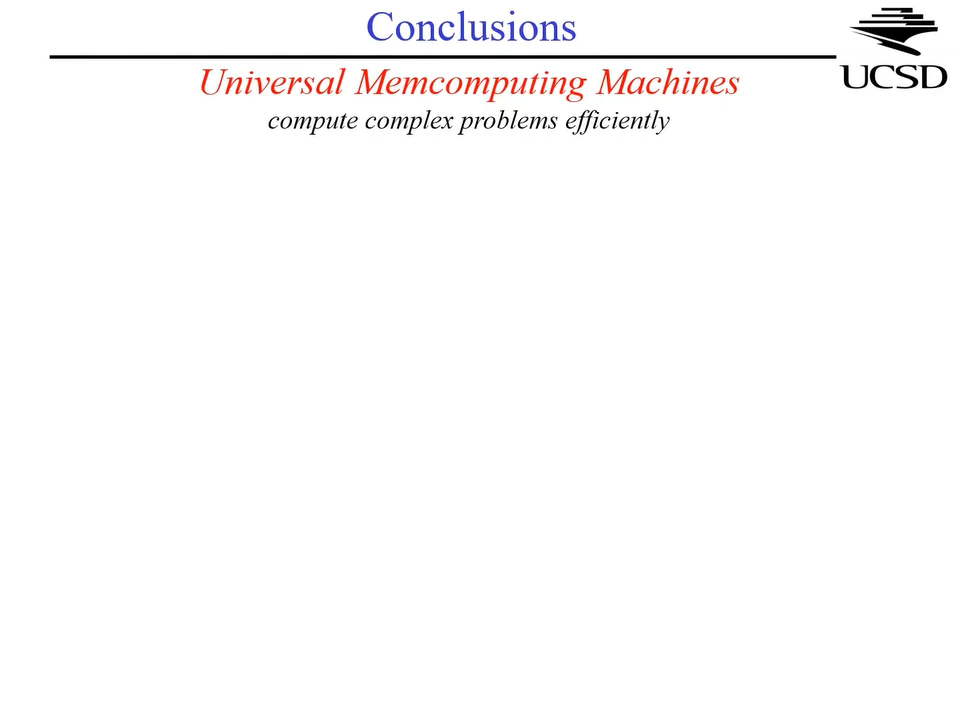 Conclusions
UCSD
Universal Memcomputing Machines
compute complex problems efficiently